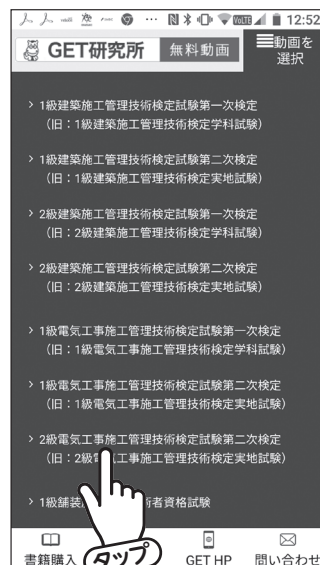 12:52
GET研究所 無料動画 動画を
選択
> 1級建築施工管理技術検定試験第一次検定
(旧:1級建築施工管理技術検定学科試験)
> 1級建築施工管理技術検定試験第二次検定
(旧:1級建築施工管理技術検定実地試験)
> 2級建築施工管理技術検定試験第一次検定
(旧:2級建築施工管理技術検定学科試験)
> 2級建築施工管理技術検定試験第二次検定
(旧:2級建築施工管理技術検定実地試験)
> 1級電気工事施工管理技術検定試験第一次検定
(旧:1級電気工事施工管理技術検定学科試験)
> 1級電気工事施工管理技術検定試験第二次検定
(旧:1級電気工事施工管理技術検定実地試験)
> 2級電気工事施工管理技術検定試験第二次検定
(旧:2級電気工事施工管理技術検定実地試験)
> 1級舗装 術者資格試験
書籍購入 タップ GET HP 問い合わせ